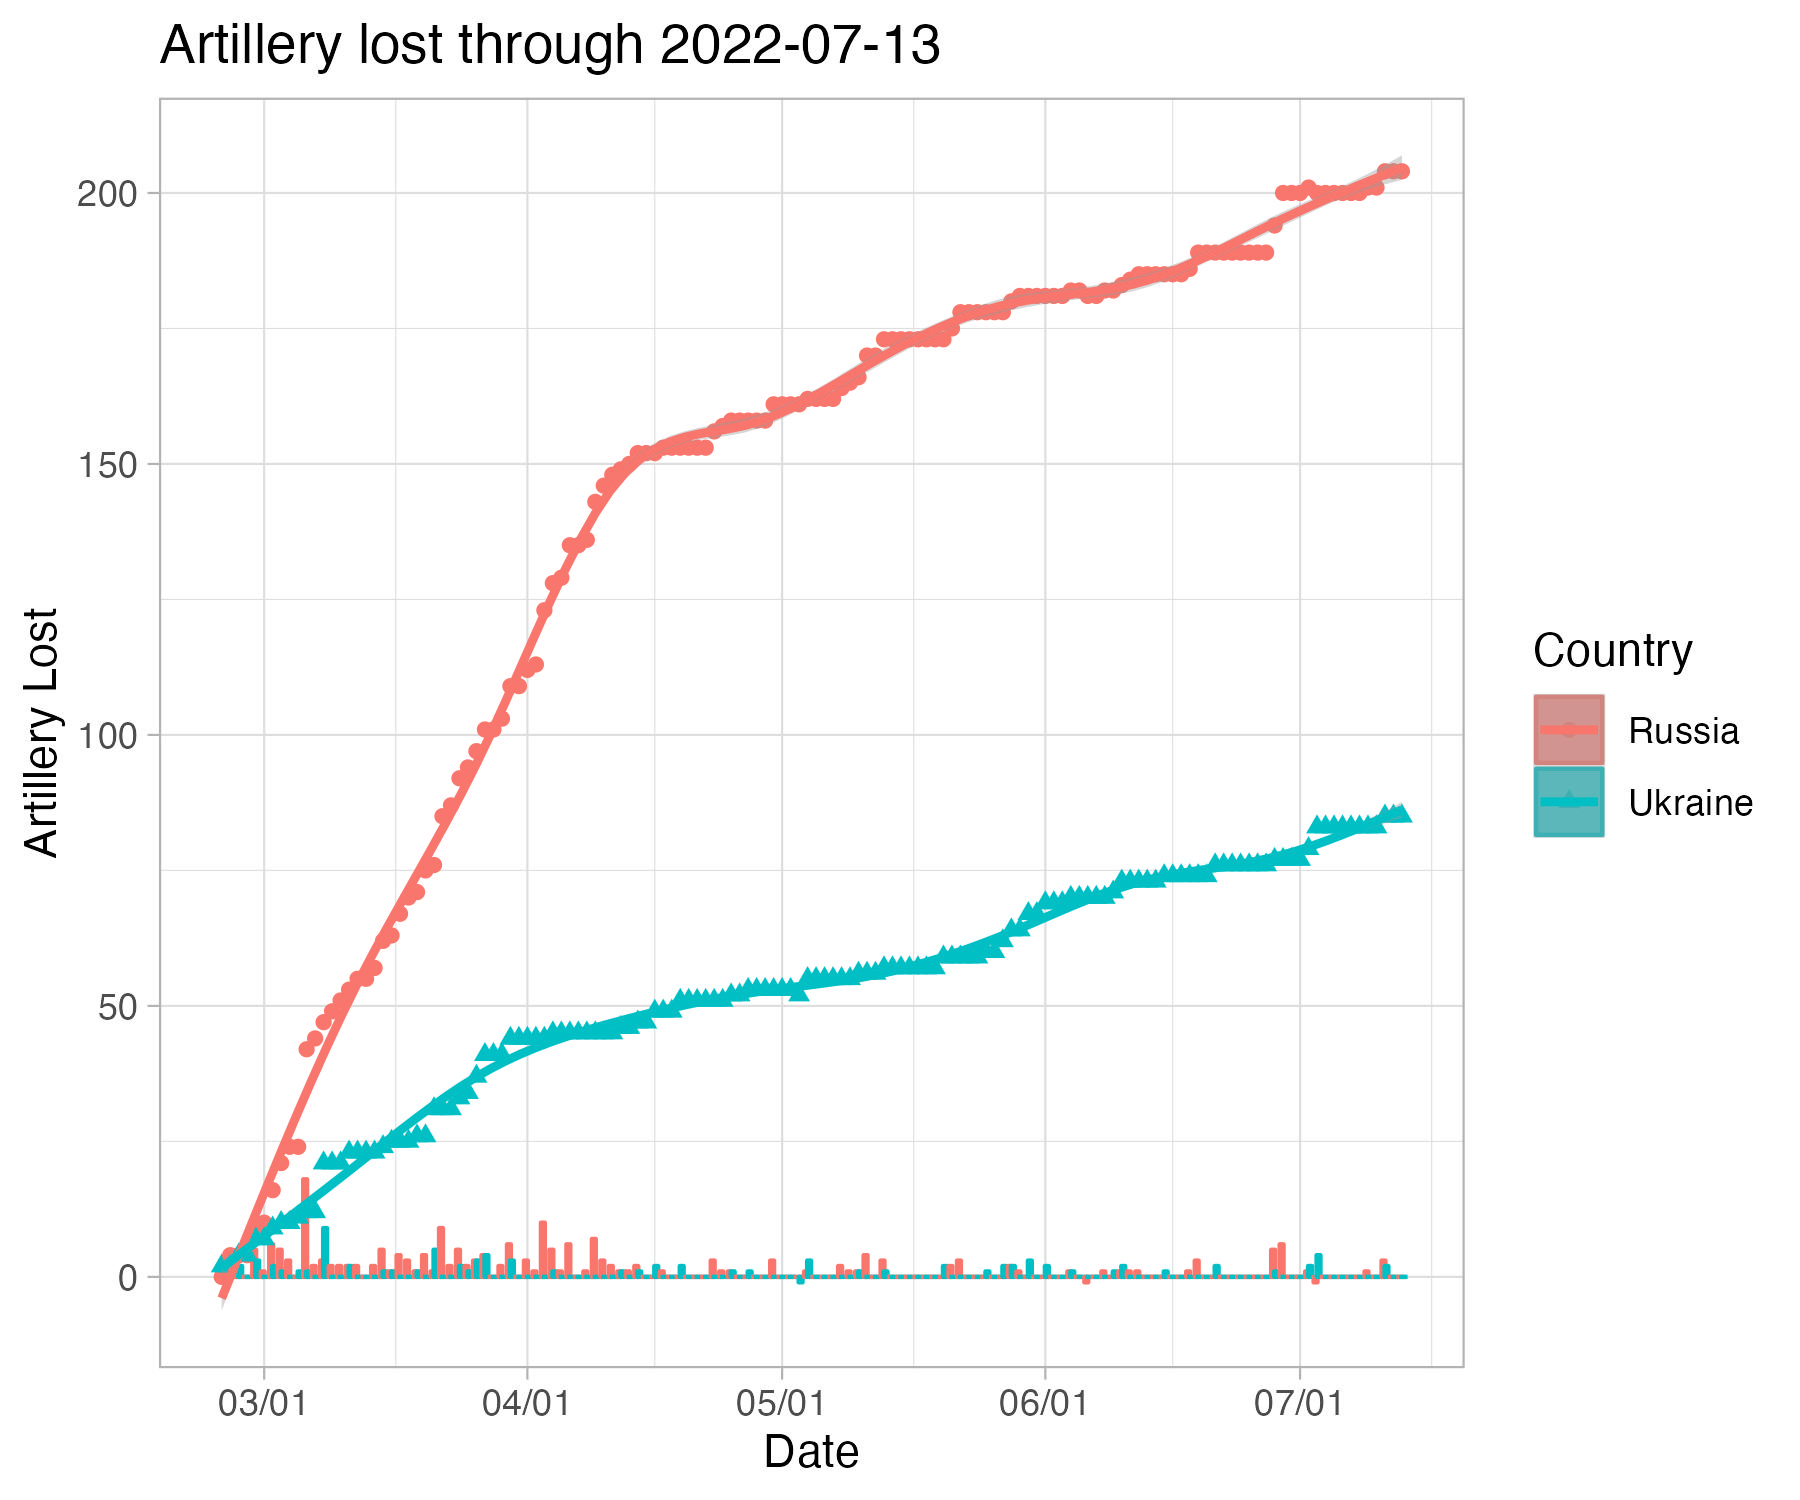 Artillery lost through 2022-07-13
Artillery Lost
200
150
100
50
0
03/01
04/01
05/01
06/01
07/01
Date
Country
Russia
Ukraine